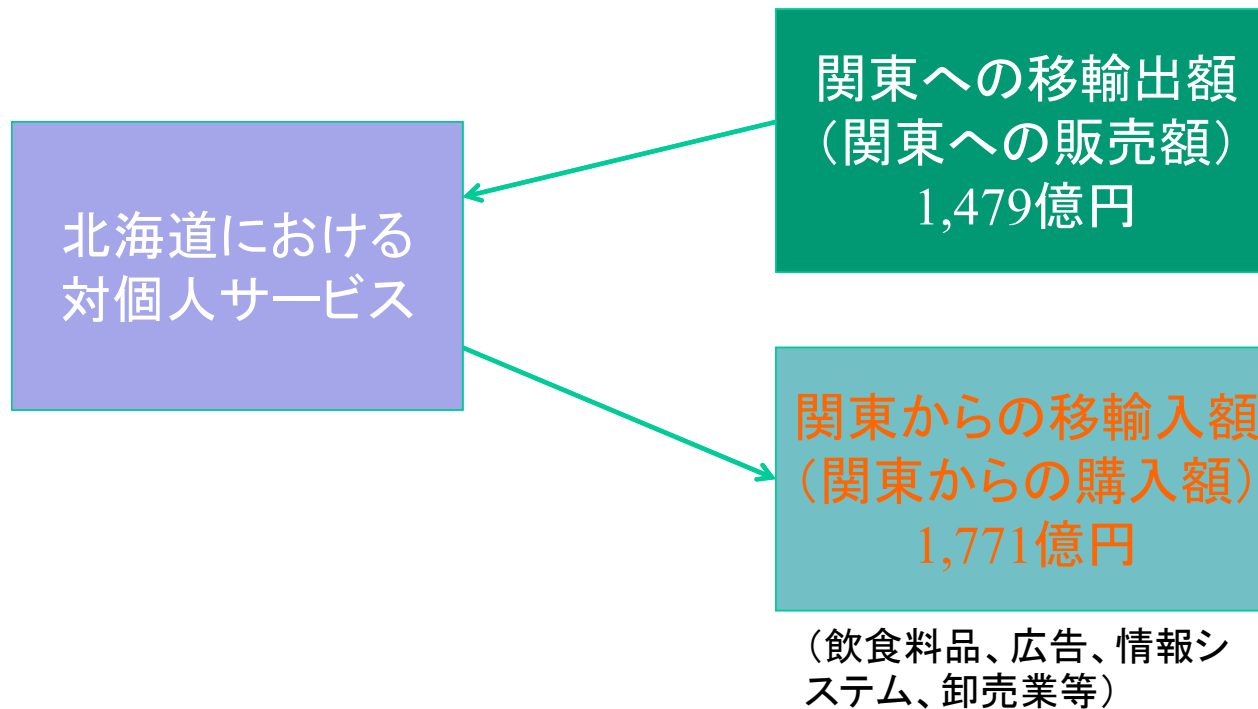 関東への移輸出額
（関東への販売額）
1,479億円
北海道における
対個人サービス
関東からの移輸入額
（関東からの購入額）
1,771億円
（飲食料品、広告、情報シ
ステム、卸売業等）